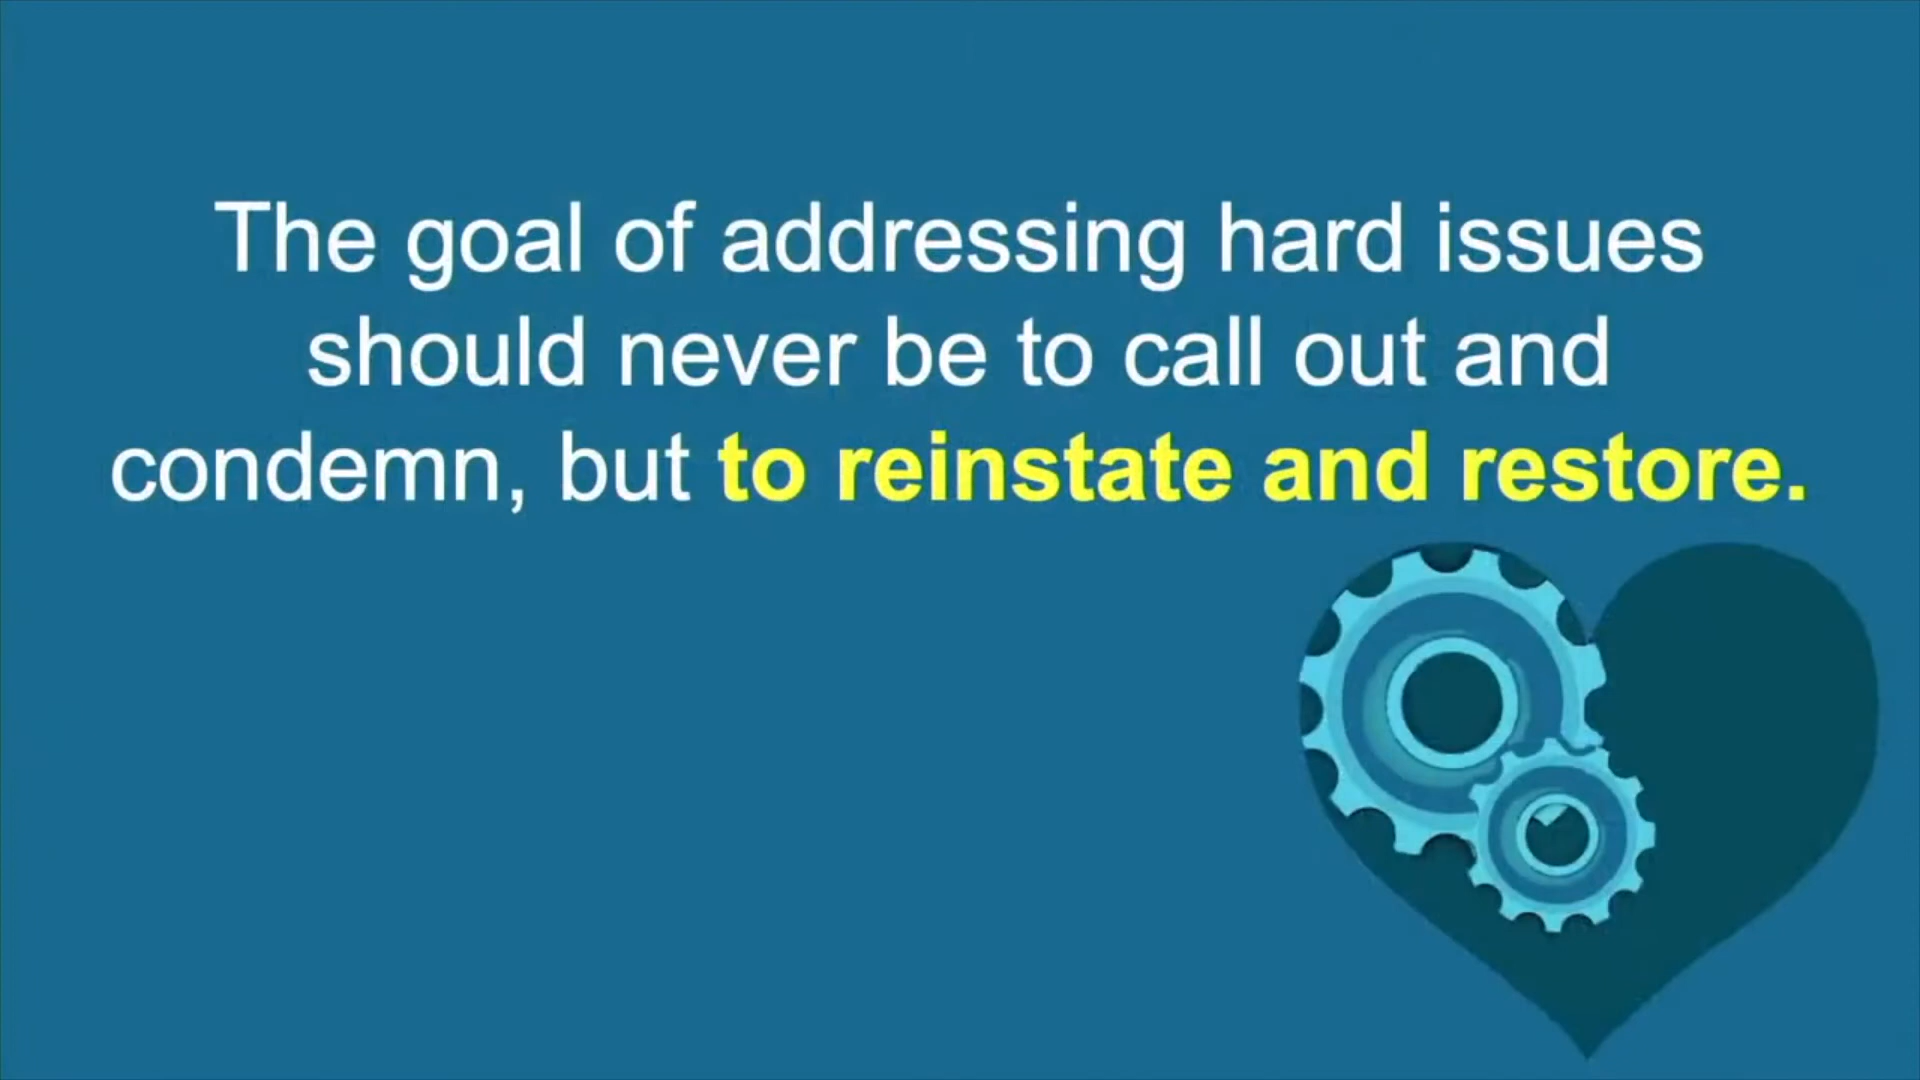 The goal of addressing hard issues
should never be to call out and
condemn, but to reinstate and restore.